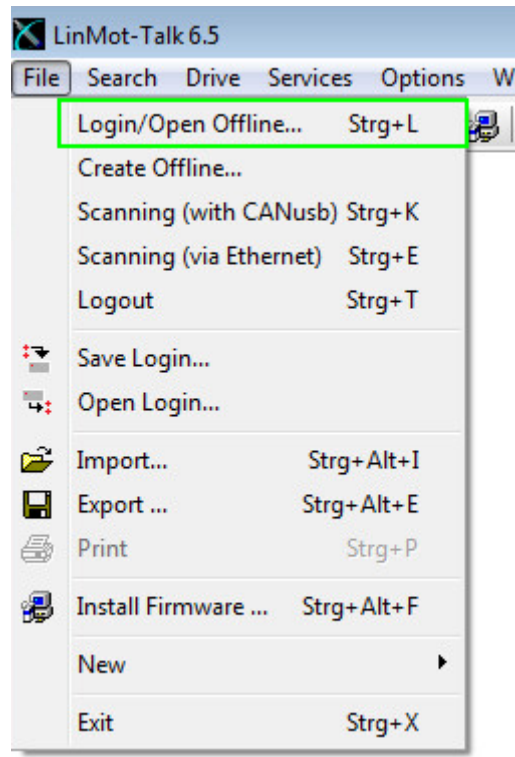 LinMot-Talk 6.5
File Search Drive Services Options W
Login/Open Offline... Strg+L
Create Offline...
Scanning (with CANusb) Strg+K
Scanning (via Ethernet) Strg+E
Logout Strg+T
Save Login...
Open Login...
Import... Strg+Alt+I
Export ... Strg+Alt+E
Print Strg+P
Install Firmware ... Strg+Alt+F
New
Exit Strg+X